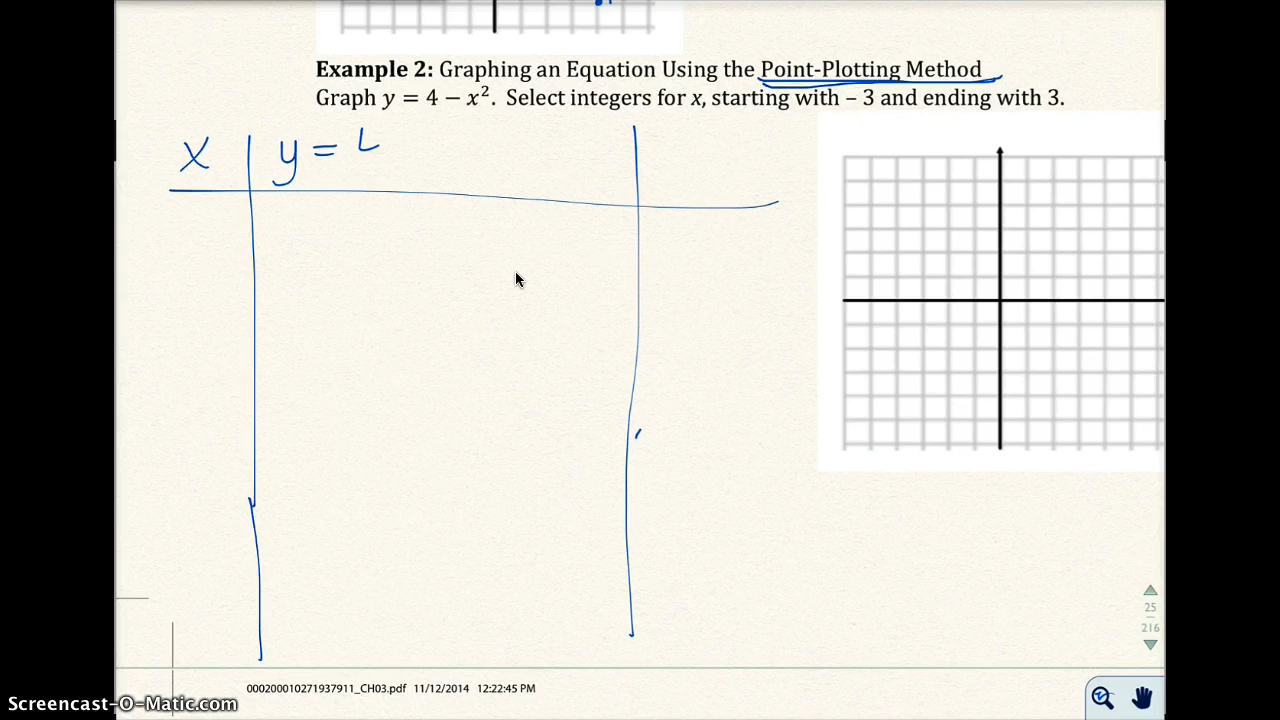 Example 2: Graphing an Equation Using the Point-Plotting Method
Graph y = 4 − x². Select integers for x, starting with – 3 and ending with 3.
x y =
25
216
000200010271937911_CH03.pdf 11/12/2014 12:22:45 PM
Screencast-O-Matic.com